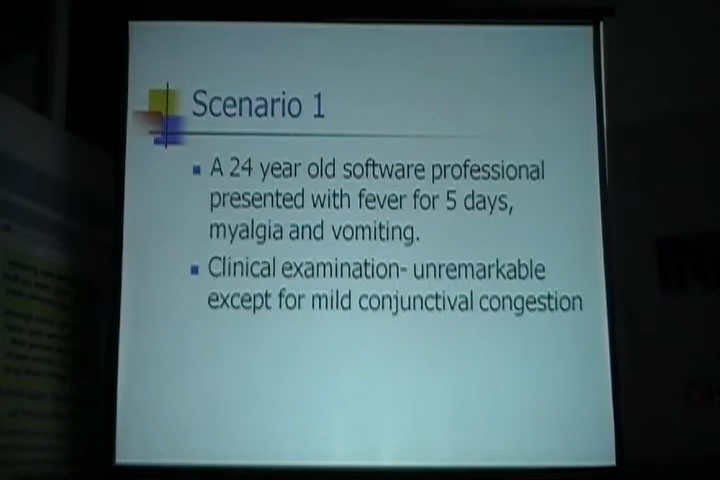 Scenario 1
A 24 year old software professional
presented with fever for 5 days,
myalgia and vomiting.
Clinical examination- unremarkable
except for mild conjunctival congestion